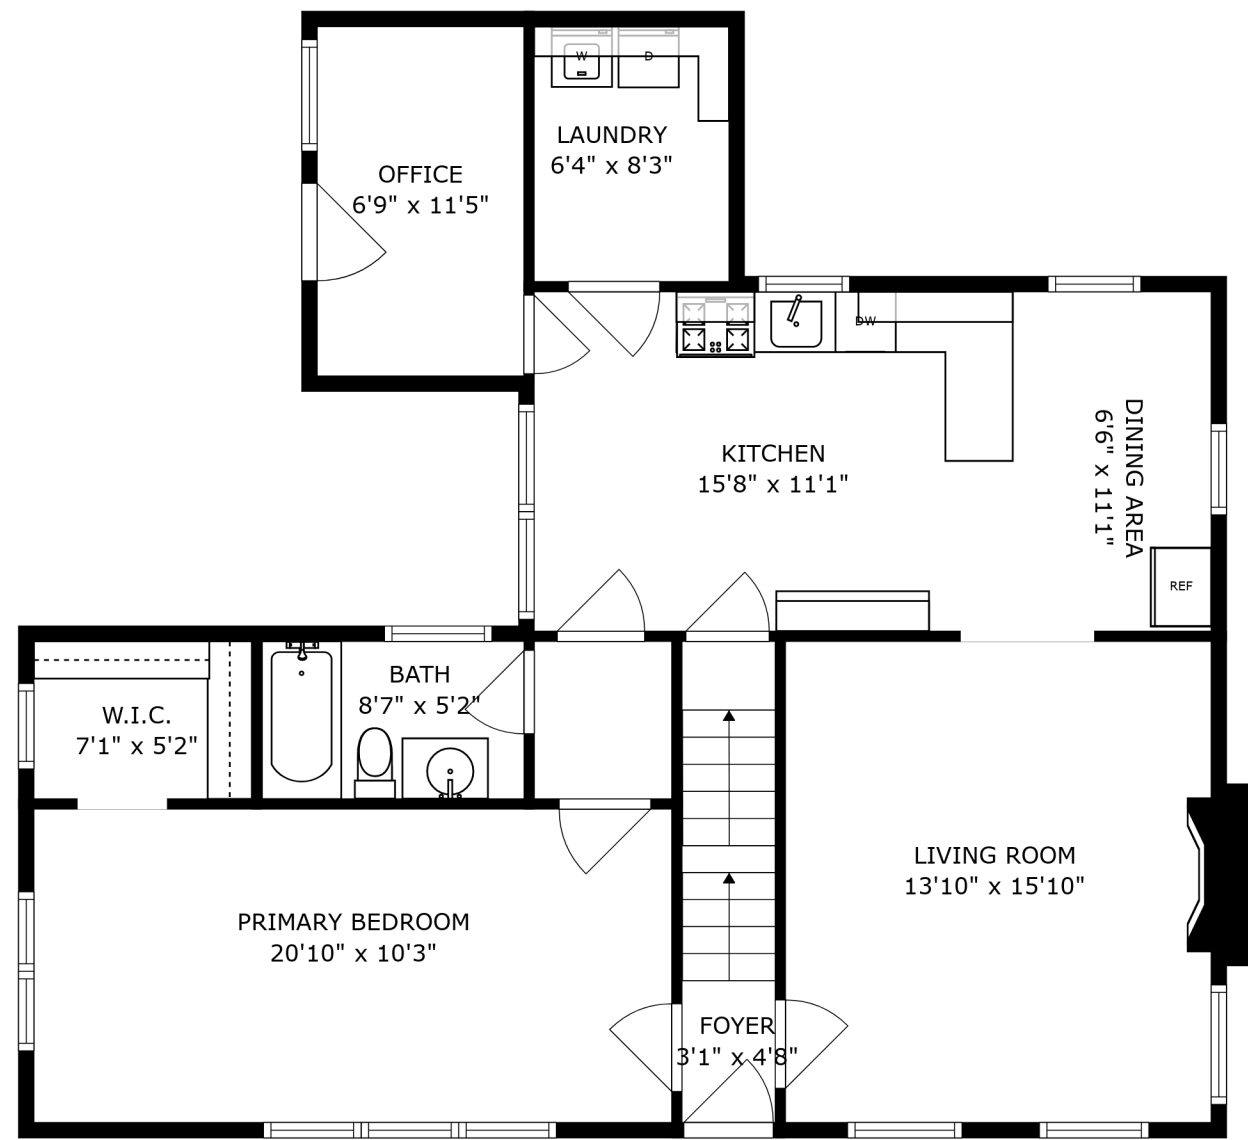 W
D
LAUNDRY
6'4" x 8'3"
OFFICE
6'9" x 11'5"
DW
KITCHEN
15'8" x 11'1"
DINING AREA
6'6" x 11'1"
REF
BATH
8'7" x 5'2"
W.I.C.
7'1" x 5'2"
LIVING ROOM
13'10" x 15'10"
PRIMARY BEDROOM
20'10" x 10'3"
FOYER
3'1" x 4'8"